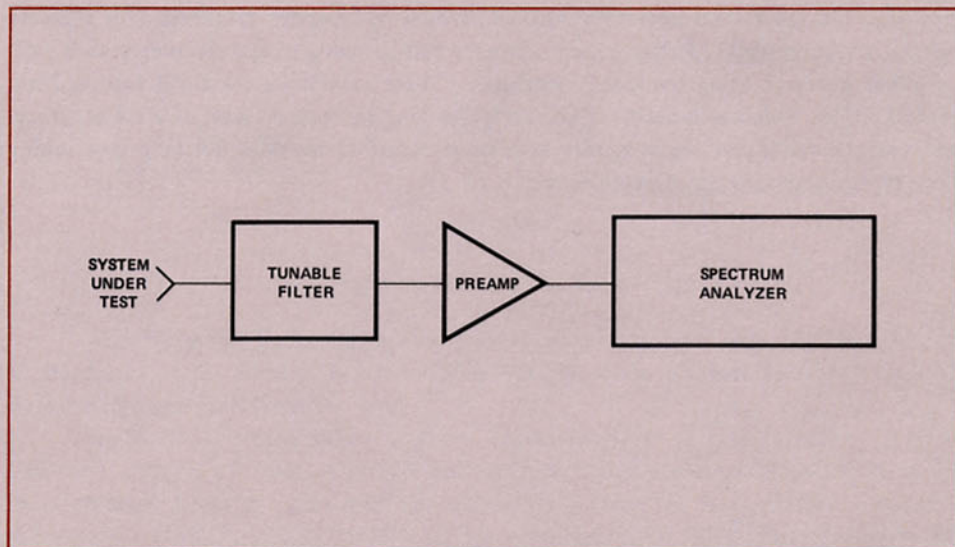 SYSTEM
UNDER
TEST
TUNABLE
FILTER
PREAMP
SPECTRUM
ANALYZER